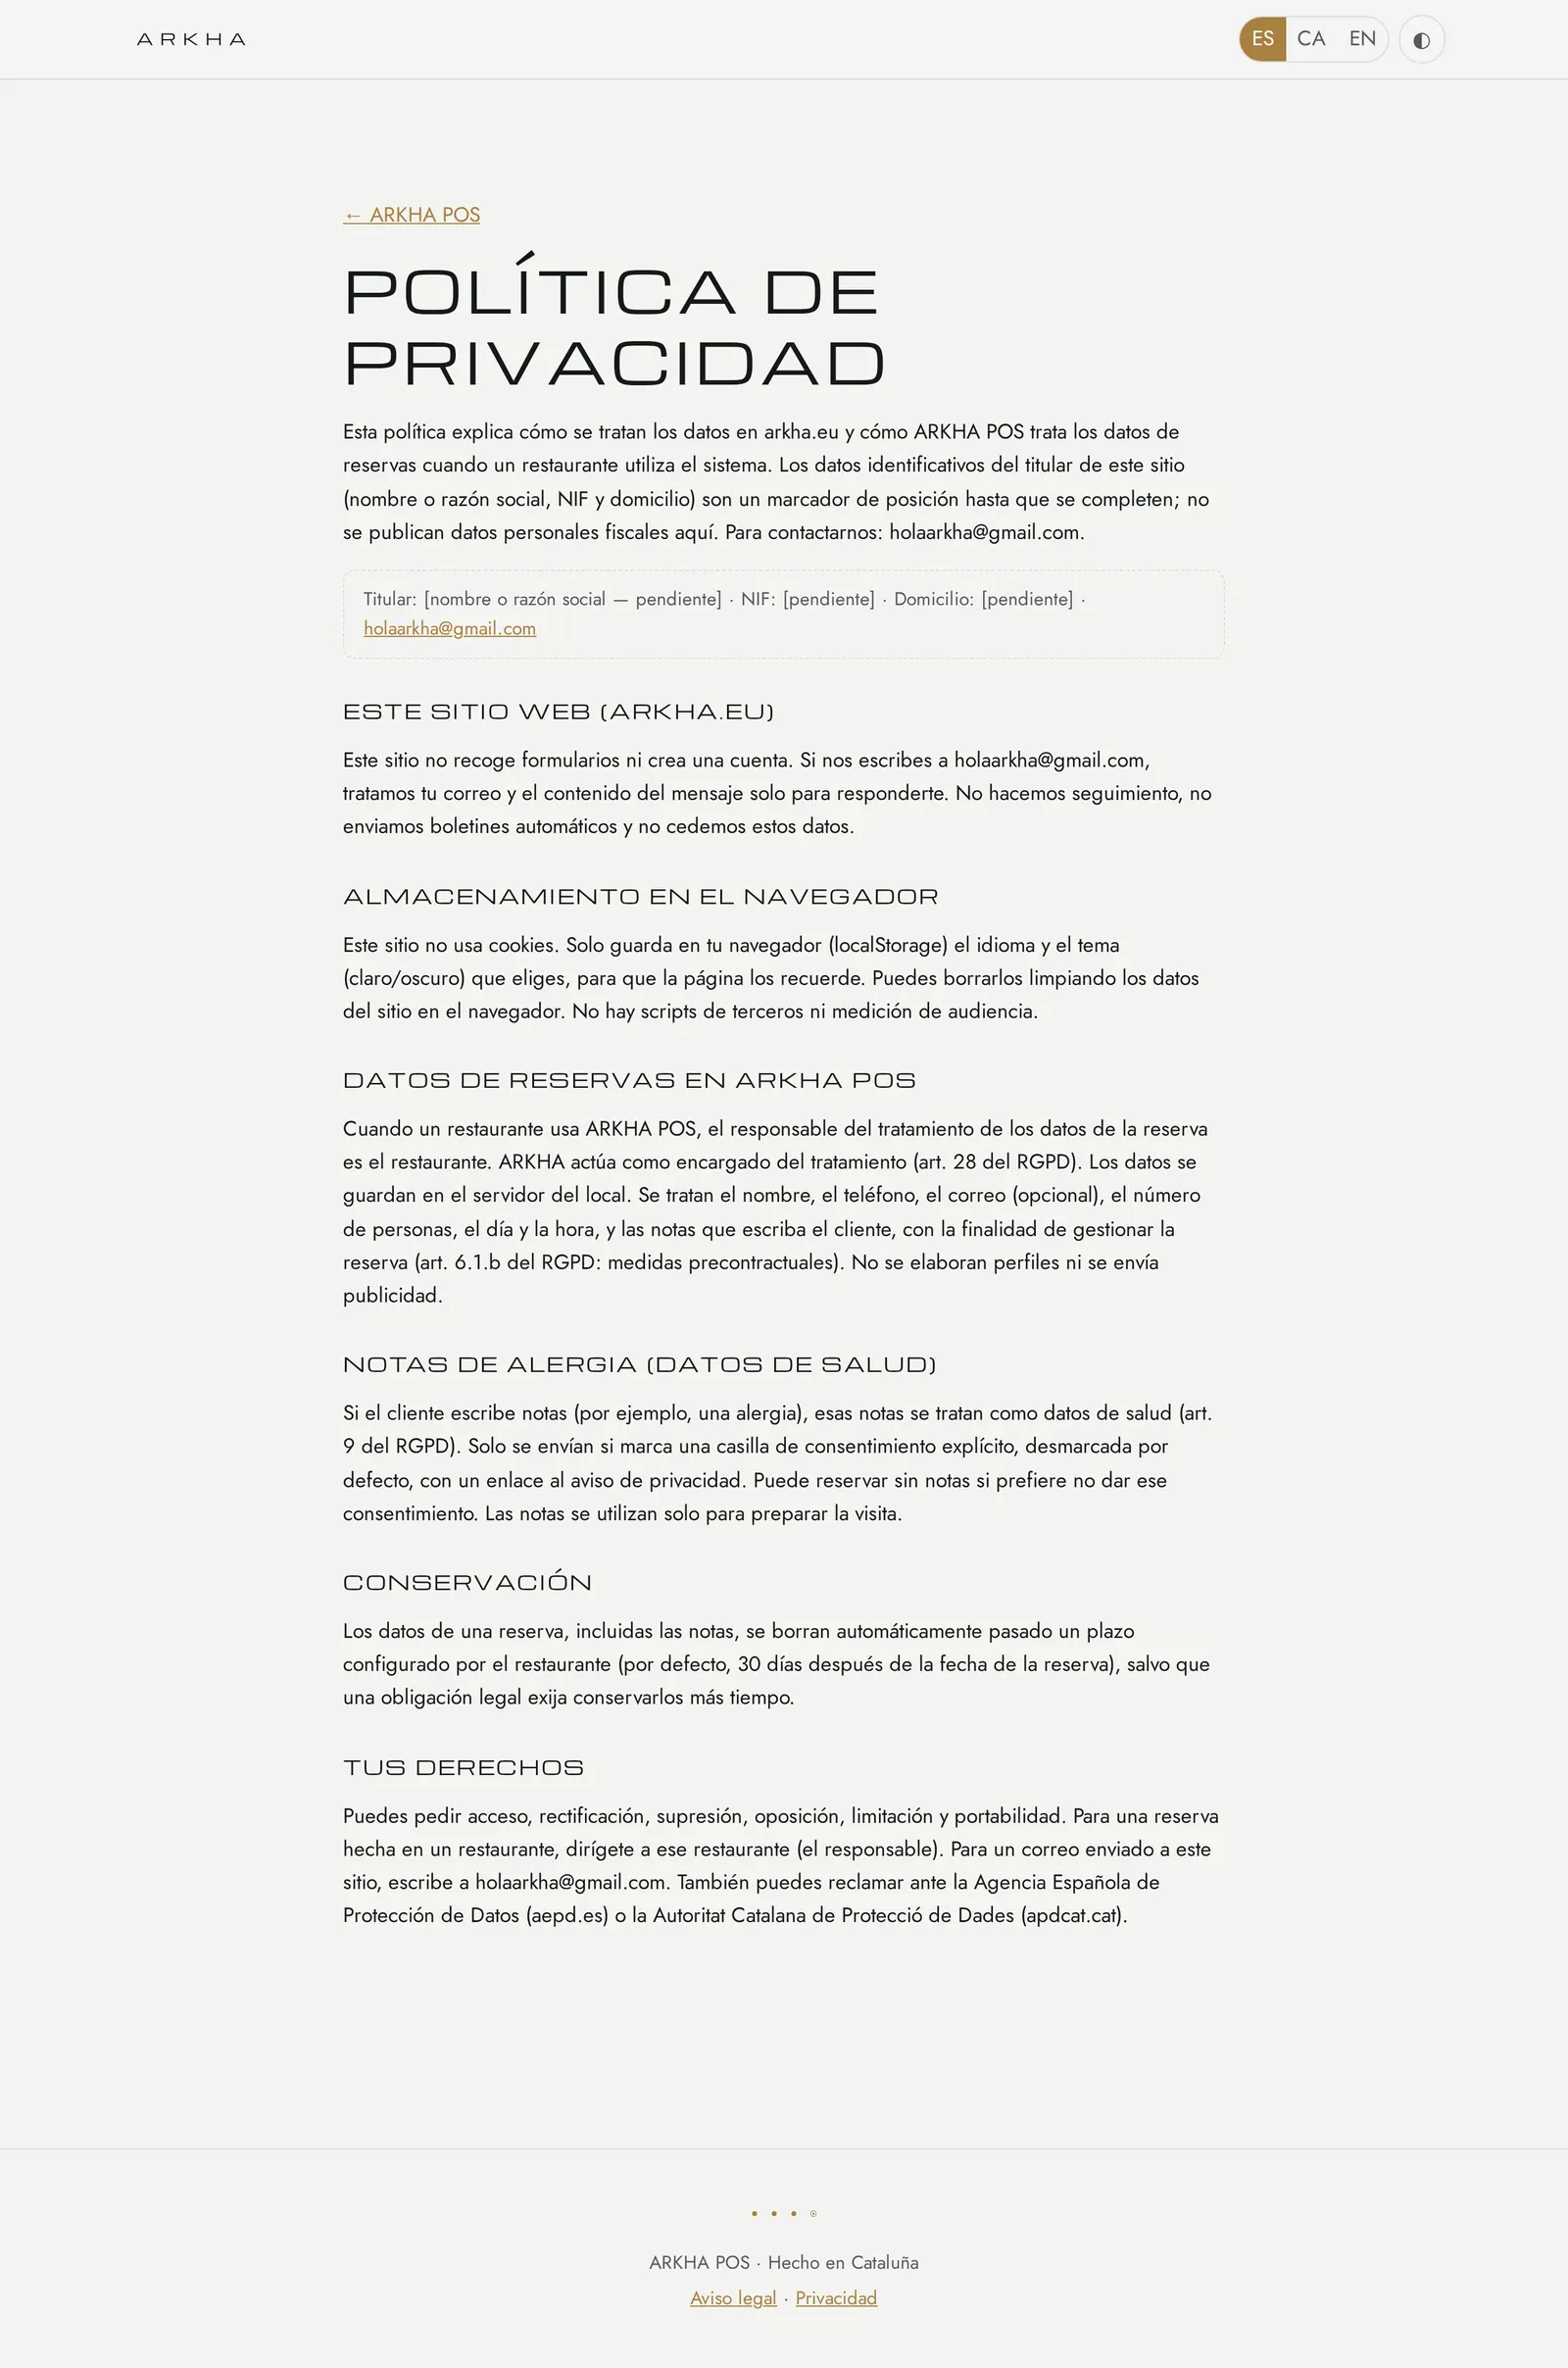 ARKHA
ES CA EN
← ARKHA POS
POLÍTICA DE
PRIVACIDAD
Esta política explica cómo se tratan los datos en arkha.eu y cómo ARKHA POS trata los datos de
reservas cuando un restaurante utiliza el sistema. Los datos identificativos del titular de este sitio
(nombre o razón social, NIF y domicilio) son un marcador de posición hasta que se completen; no
se publican datos personales fiscales aquí. Para contactarnos: holaarkha@gmail.com.
Titular: [nombre o razón social — pendiente] · NIF: [pendiente] · Domicilio: [pendiente] ·
holaarkha@gmail.com
ESTE SITIO WEB (ARKHA.EU)
Este sitio no recoge formularios ni crea una cuenta. Si nos escribes a holaarkha@gmail.com,
tratamos tu correo y el contenido del mensaje solo para responderte. No hacemos seguimiento, no
enviamos boletines automáticos y no cedemos estos datos.
ALMACENAMIENTO EN EL NAVEGADOR
Este sitio no usa cookies. Solo guarda en tu navegador (localStorage) el idioma y el tema
(claro/oscuro) que eliges, para que la página los recuerde. Puedes borrarlos limpiando los datos
del sitio en el navegador. No hay scripts de terceros ni medición de audiencia.
DATOS DE RESERVAS EN ARKHA POS
Cuando un restaurante usa ARKHA POS, el responsable del tratamiento de los datos de la reserva
es el restaurante. ARKHA actúa como encargado del tratamiento (art. 28 del RGPD). Los datos se
guardan en el servidor del local. Se tratan el nombre, el teléfono, el correo (opcional), el número
de personas, el día y la hora, y las notas que escriba el cliente, con la finalidad de gestionar la
reserva (art. 6.1.b del RGPD: medidas precontractuales). No se elaboran perfiles ni se envía
publicidad.
NOTAS DE ALERGIA (DATOS DE SALUD)
Si el cliente escribe notas (por ejemplo, una alergia), esas notas se tratan como datos de salud (art.
9 del RGPD). Solo se envían si marca una casilla de consentimiento explícito, desmarcada por
defecto, con un enlace al aviso de privacidad. Puede reservar sin notas si prefiere no dar ese
consentimiento. Las notas se utilizan solo para preparar la visita.
CONSERVACIÓN
Los datos de una reserva, incluidas las notas, se borran automáticamente pasado un plazo
configurado por el restaurante (por defecto, 30 días después de la fecha de la reserva), salvo que
una obligación legal exija conservarlos más tiempo.
TUS DERECHOS
Puedes pedir acceso, rectificación, supresión, oposición, limitación y portabilidad. Para una reserva
hecha en un restaurante, dirígete a ese restaurante (el responsable). Para un correo enviado a este
sitio, escribe a holaarkha@gmail.com. También puedes reclamar ante la Agencia Española de
Protección de Datos (aepd.es) o la Autoritat Catalana de Protecció de Dades (apdcat.cat).
ARKHA POS · Hecho en Cataluña
Aviso legal · Privacidad